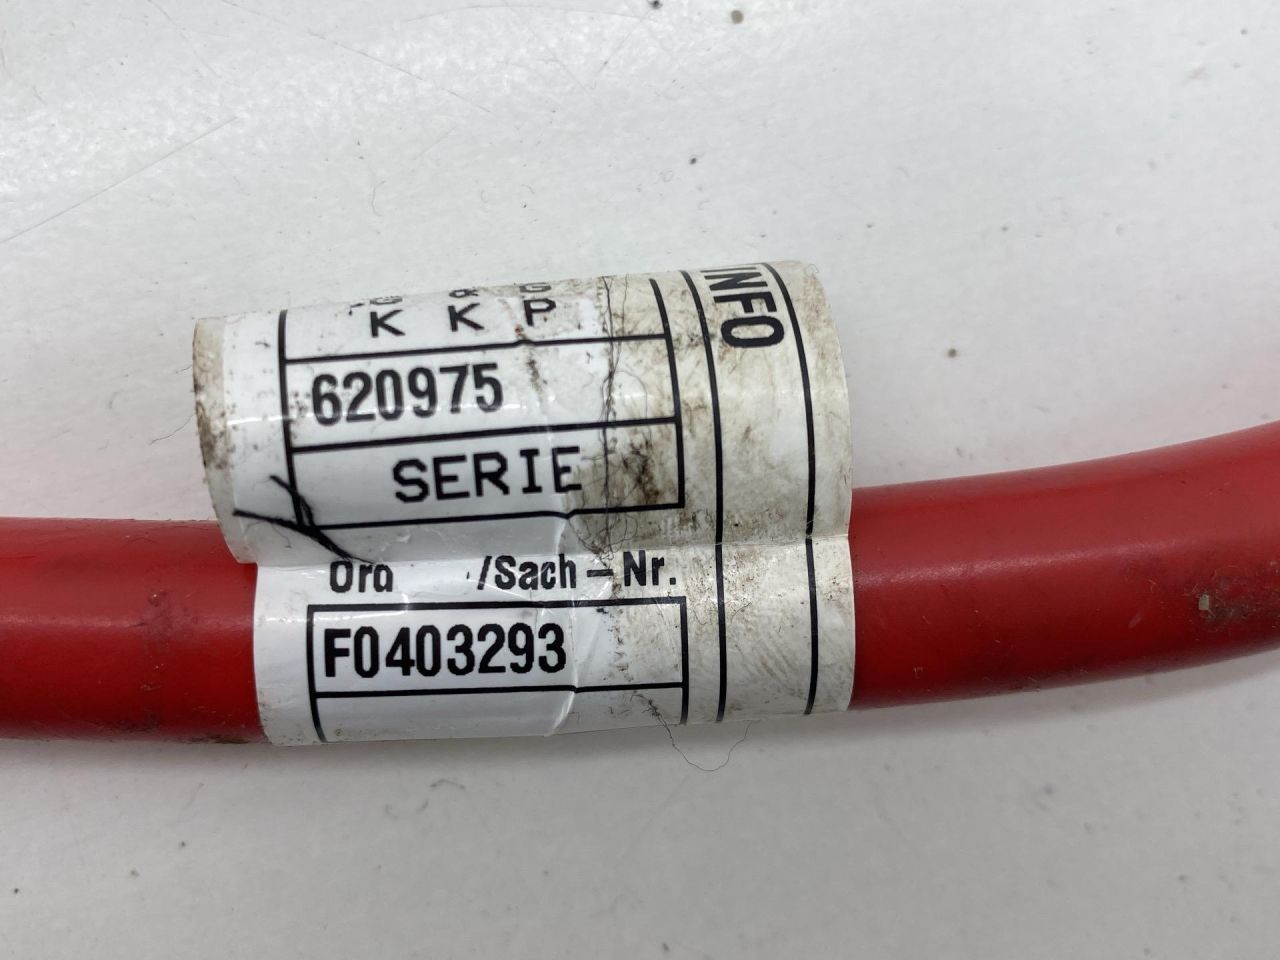 INFO
K K P
620975
SERIE
/Sach-Nr.
F0403293